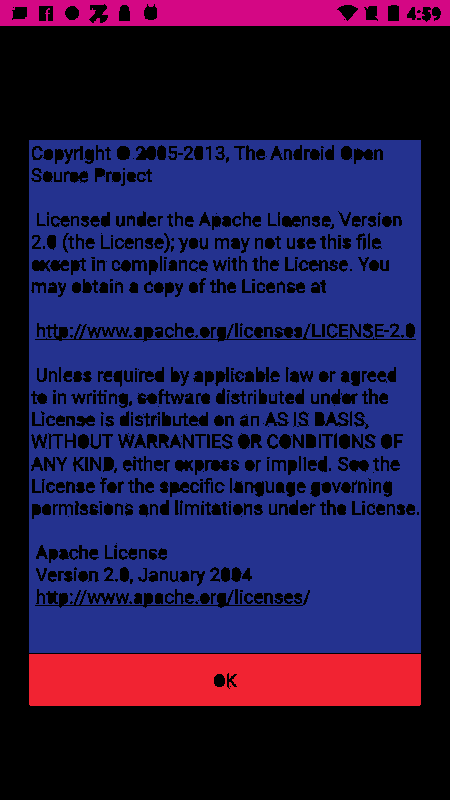 4:59
Copyright © 2005-2013, The Android Open
Source Project
Licensed under the Apache License, Version
2.0 (the License); you may not use this file
except in compliance with the License. You
may obtain a copy of the License at
http://www.apache.org/licenses/LICENSE-2.0
Unless required by applicable law or agreed
to in writing, software distributed under the
License is distributed on an AS IS BASIS,
WITHOUT WARRANTIES OR CONDITIONS OF
ANY KIND, either express or implied. See the
License for the specific language governing
permissions and limitations under the License.
Apache License
Version 2.0, January 2004
http://www.apache.org/licenses/
OK